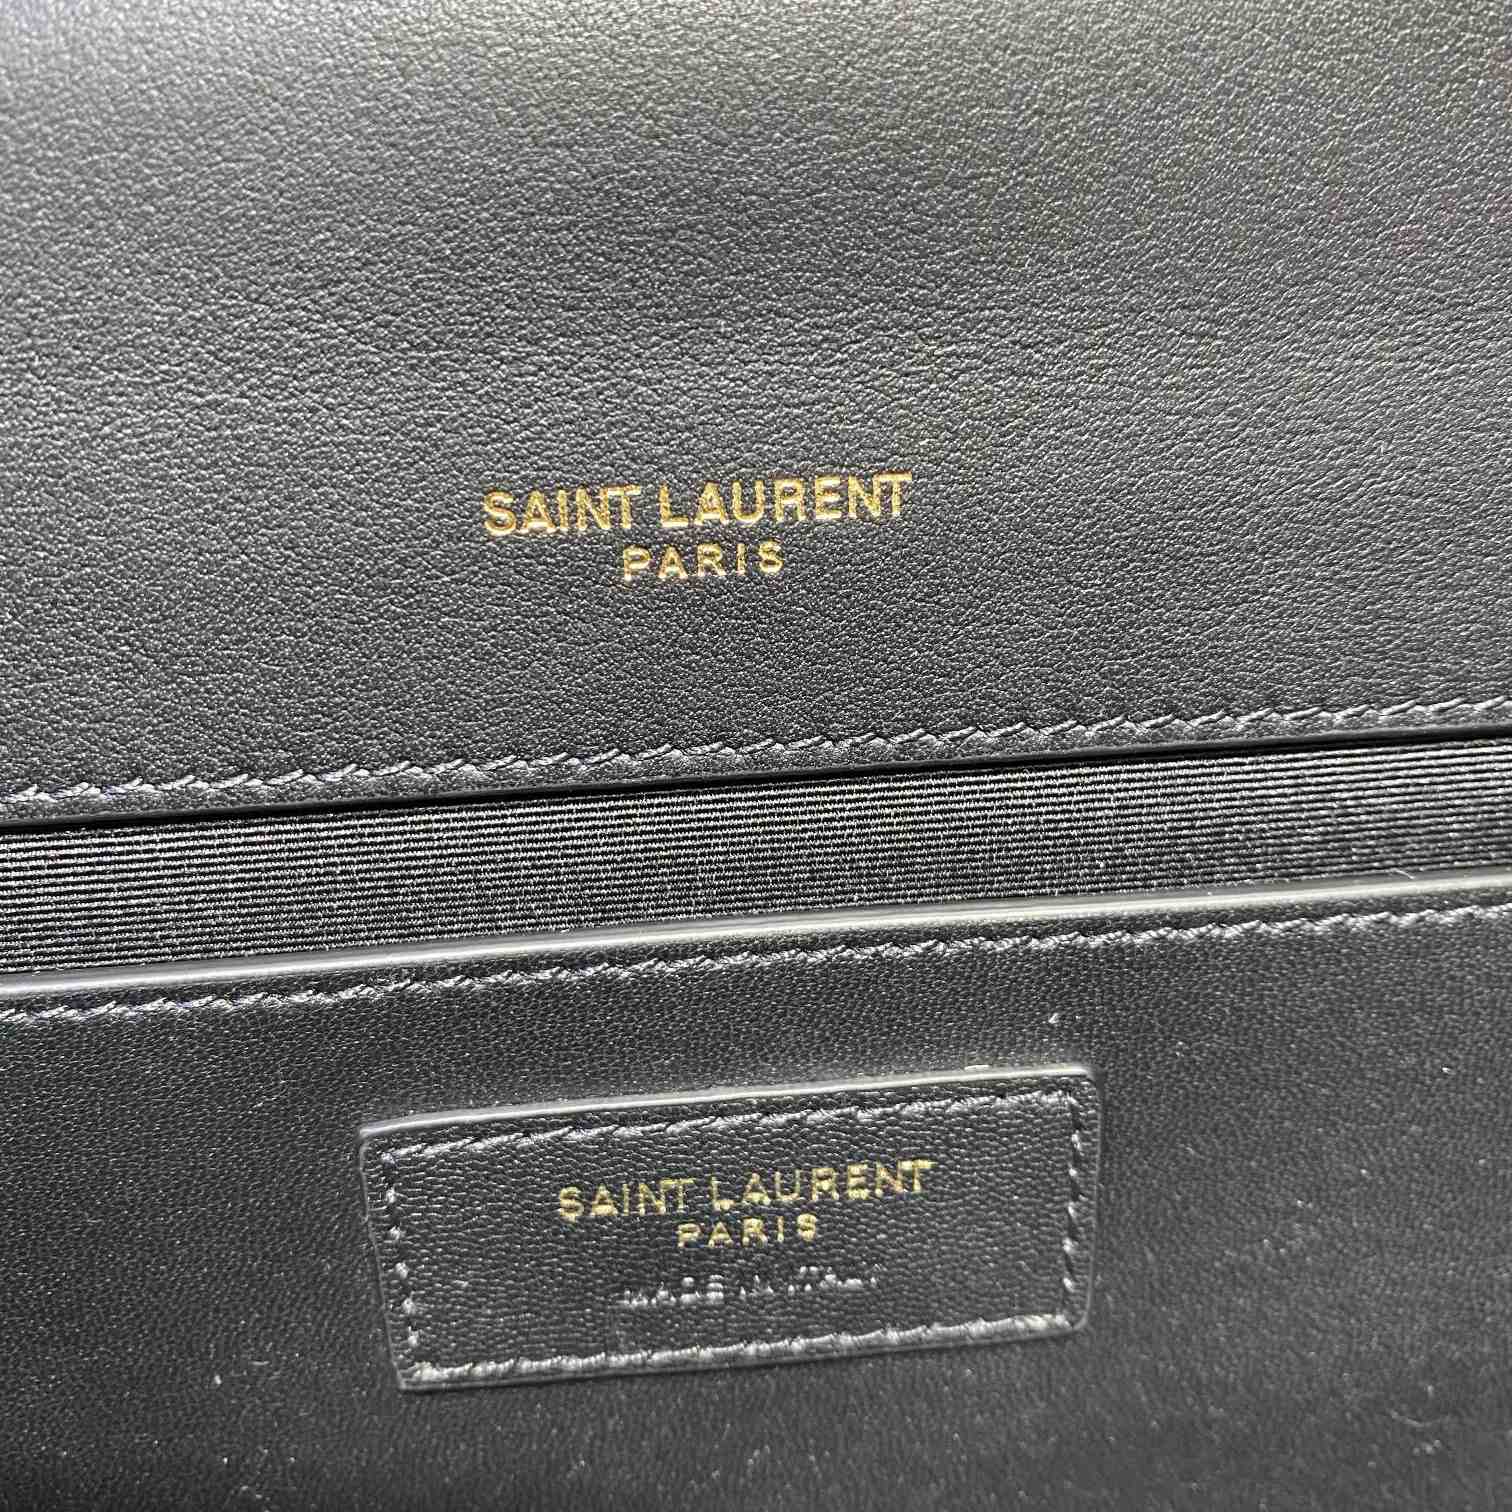 SAINT LAURENT
PARIS
SAINT LAURENT
PARIS
MADE IN ITALY